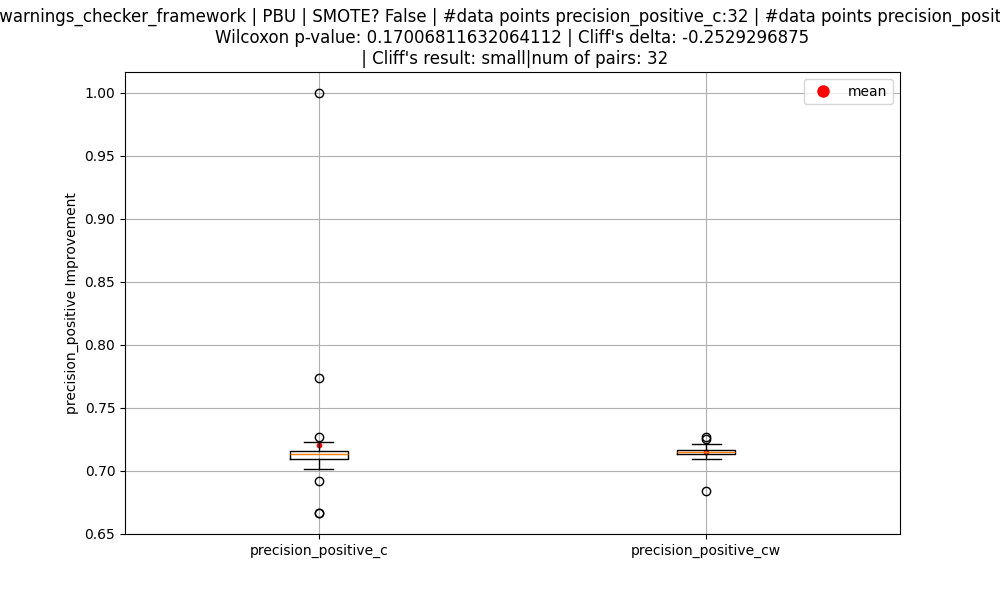 warnings_checker_framework | PBU | SMOTE? False | #data points precision_positive_c:32 | #data points precision_posit
Wilcoxon p-value: 0.17006811632064112 | Cliff's delta: -0.2529296875
| Cliff's result: small|num of pairs: 32
mean
1.00
0.95
0.90
0.85
0.80
0.75
0.70
0.65
precision_positive Improvement
precision_positive_c
precision_positive_cw